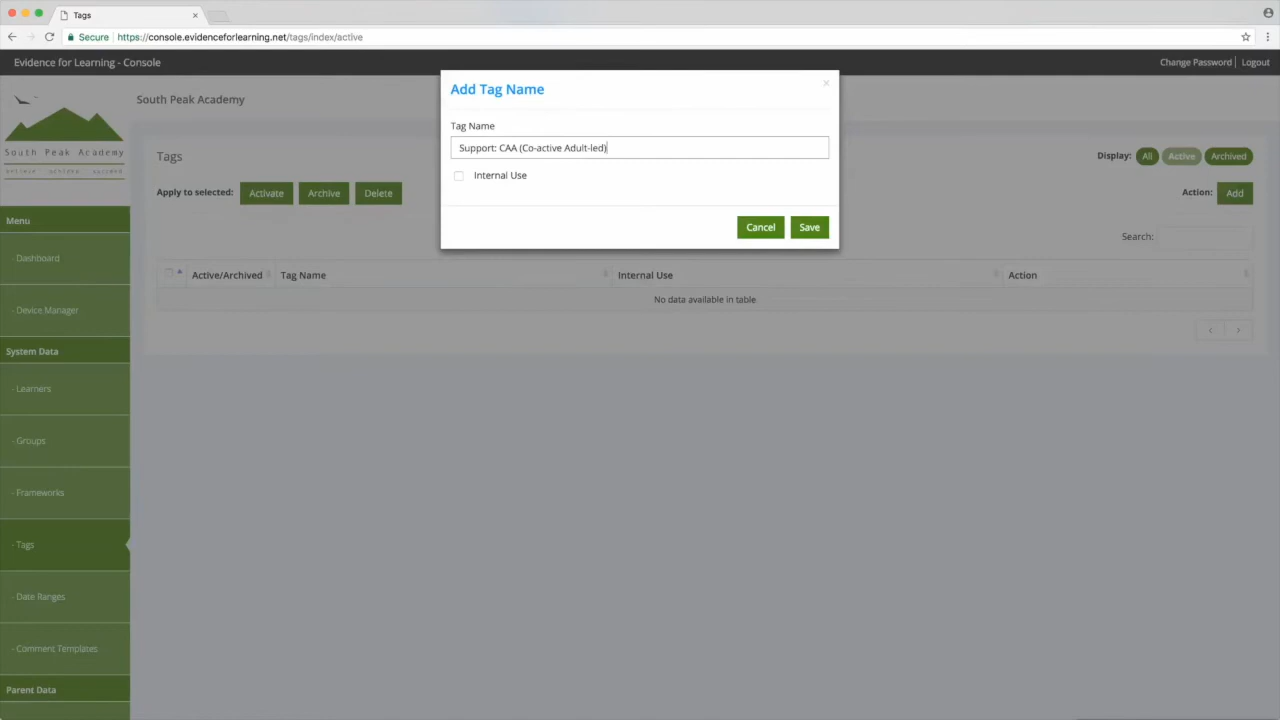 Tags
Secure https://console.evidenceforlearning.net/tags/index/active
Evidence for Learning - Console
Change Password | Logout
South Peak Academy
South Peak Academy
Add Tag Name
Tag Name
Support: CAA (Co-active Adult-led)
Internal Use
Cancel
Save
Tags
Display: All Active Archived
Apply to selected: Activate Archive Delete
Action: Add
Search:
Active/Archived Tag Name Internal Use Action
No data available in table
Menu
- Dashboard
- Device Manager
System Data
- Learners
- Groups
- Frameworks
- Tags
- Date Ranges
- Comment Templates
Parent Data